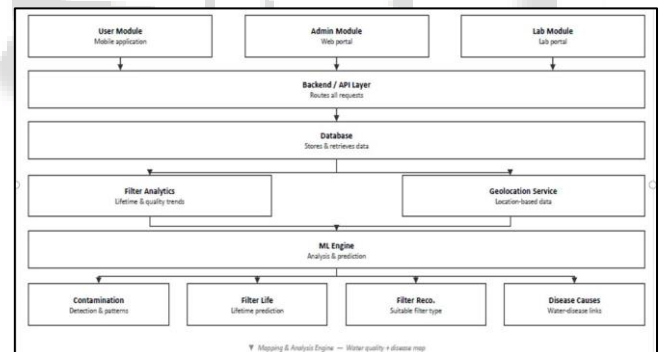 User Module
Mobile application
Admin Module
Web portal
Lab Module
Lab portal
Backend / API Layer
Routes all requests
Database
Stores & retrieves data
Filter Analytics
Lifetime & quality trends
Geolocation Service
Location-based data
ML Engine
Analysis & prediction
Contamination
Detection & patterns
Filter Life
Lifetime prediction
Filter Reco.
Suitable filter type
Disease Causes
Water-disease links
▼ Mapping & Analysis Engine — Water quality + disease map